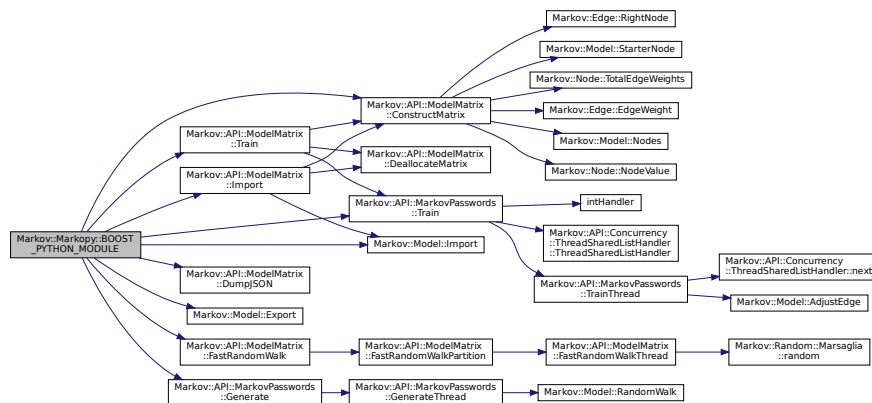 Markov::Markopy::BOOST
_PYTHON_MODULE
Markov::API::ModelMatrix
::ConstructMatrix
Markov::Edge::RightNode
Markov::Model::StarterNode
Markov::Node::TotalEdgeWeights
Markov::Edge::EdgeWeight
Markov::Model::Nodes
Markov::Node::NodeValue
Markov::API::ModelMatrix
::Train
Markov::API::ModelMatrix
::DeallocateMatrix
Markov::API::ModelMatrix
::Import
Markov::API::MarkovPasswords
::Train
intHandler
Markov::API::Concurrency
::ThreadSharedListHandler
::ThreadSharedListHandler
Markov::Model::Import
Markov::API::MarkovPasswords
::TrainThread
Markov::API::Concurrency
::ThreadSharedListHandler::next
Markov::Model::AdjustEdge
Markov::API::ModelMatrix
::DumpJSON
Markov::Model::Export
Markov::API::ModelMatrix
::FastRandomWalk
Markov::API::ModelMatrix
::FastRandomWalkPartition
Markov::API::ModelMatrix
::FastRandomWalkThread
Markov::Random::Marsaglia
::random
Markov::API::MarkovPasswords
::Generate
Markov::API::MarkovPasswords
::GenerateThread
Markov::Model::RandomWalk